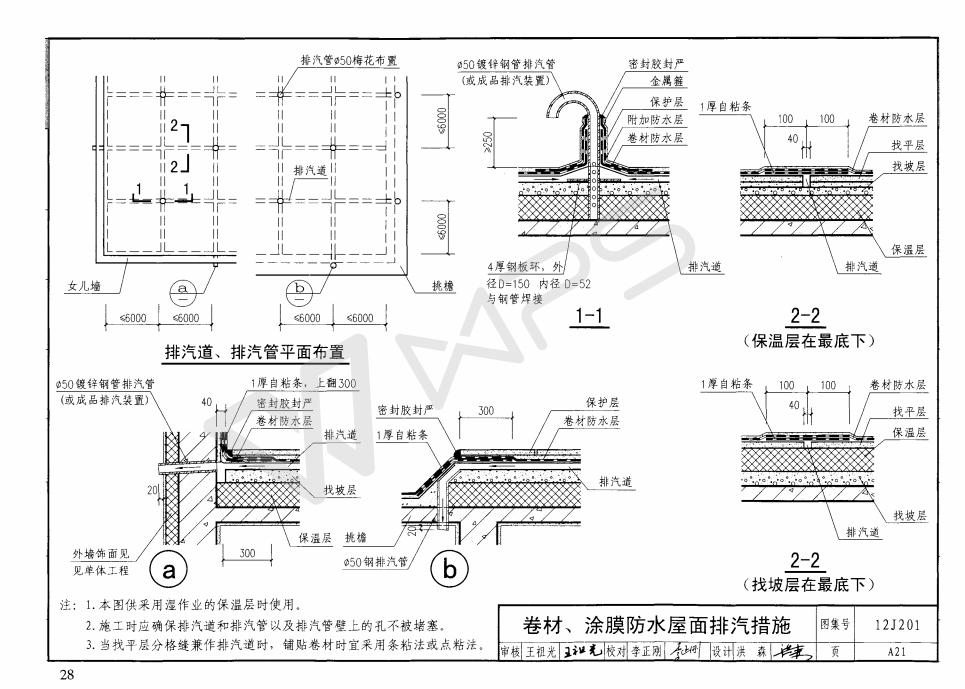 排汽管ø50梅花布置
2
2
1
1
排汽道
≤6000
≤6000
女儿墙
a
b
挑檐
≤6000
≤6000
≤6000
≤6000
排汽道、排汽管平面布置
ø50镀锌钢管排汽管
(或成品排汽装置)
密封胶封严
金属箍
保护层
附加防水层
卷材防水层
≥250
4厚钢板环,外
径D=150 内径 D=52
与钢管焊接
排汽道
1-1
1厚自粘条
100
100
40
卷材防水层
找平层
找坡层
保温层
排汽道
2-2
(保温层在最底下)
ø50镀锌钢管排汽管
(或成品排汽装置)
40
1厚自粘条,上翻300
密封胶封严
卷材防水层
排汽道
找坡层
保温层
20
300
外墙饰面见
见单体工程
a
密封胶封严
1厚自粘条
300
保护层
卷材防水层
排汽道
挑檐
20
ø50钢排汽管
b
1厚自粘条
100
100
40
卷材防水层
找平层
保温层
找坡层
排汽道
2-2
(找坡层在最底下)
注: 1.本图供采用湿作业的保温层时使用。
2.施工时应确保排汽道和排汽管以及排汽管壁上的孔不被堵塞。
3.当找平层分格缝兼作排汽道时,铺贴卷材时宜采用条粘法或点粘法。
卷材、涂膜防水屋面排汽措施
图集号
12J201
审核 王祖光 校对 李正刚 设计 洪 森
页
A21
28
WPS